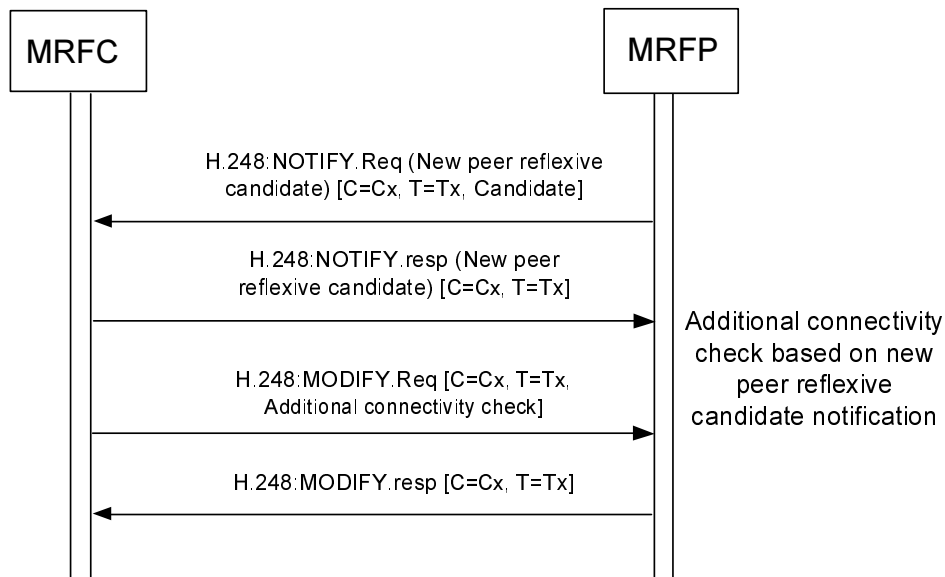 MRFC
MRFP
H.248:NOTIFY.Req (New peer reflexive
candidate) [C=Cx, T=Tx, Candidate]
H.248:NOTIFY.resp (New peer
reflexive candidate) [C=Cx, T=Tx]
Additional connectivity
check based on new
peer reflexive
candidate notification
H.248:MODIFY.Req [C=Cx, T=Tx,
Additional connectivity check]
H.248:MODIFY.resp [C=Cx, T=Tx]